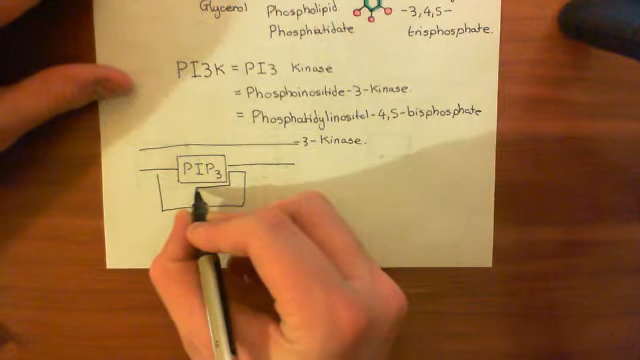 Glycerol Phospholipid -3,4,5-
Phosphatidate trisphosphate.
PI3K = PI3 Kinase
= Phosphoinositide-3-Kinase.
= Phosphatidylinositol-4,5-bisphosphate
-3-Kinase.
PIP3